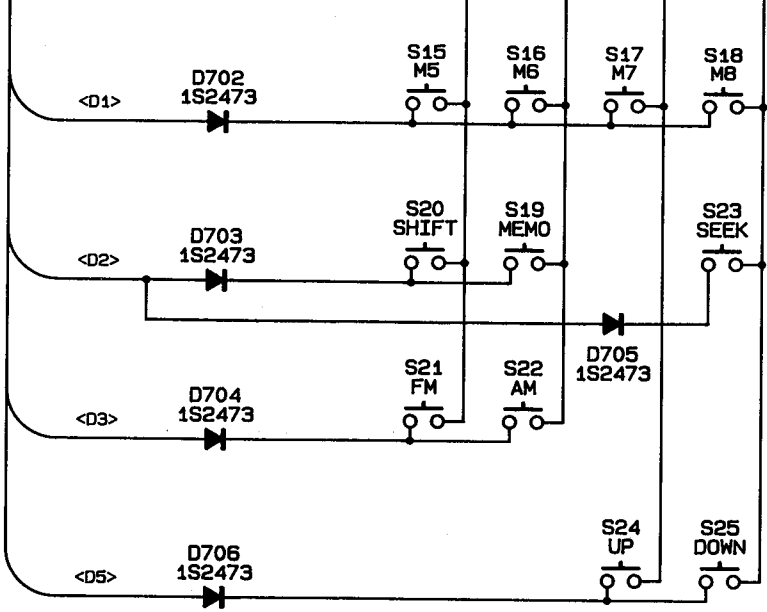 S15
M5
S16
M6
S17
M7
S18
M8
D702
1S2473
<D1>
S20
SHIFT
S19
MEMO
S23
SEEK
D703
1S2473
<D2>
D705
1S2473
S21
FM
S22
AM
D704
1S2473
<D3>
S24
UP
S25
DOWN
D706
1S2473
<D5>